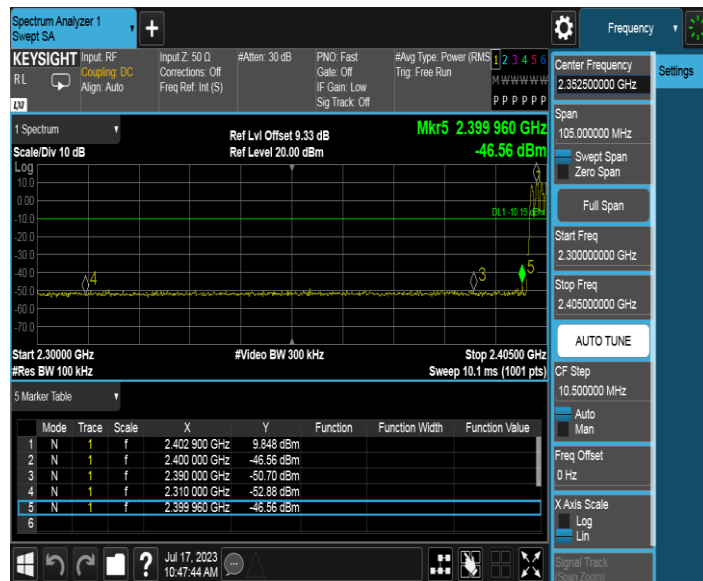 Spectrum Analyzer 1
Swept SA
+
Frequency
KEYSIGHT
RL
LXI
Input: RF
Coupling: DC
Align: Auto
Input Z: 50 Ω
Corrections: Off
Freq Ref: Int (S)
#Atten: 30 dB
PNO: Fast
Gate: Off
IF Gain: Low
Sig Track: Off
#Avg Type: Power (RMS
Trig: Free Run
1 2 3 4 5 6
M W W W W W
P P P P P P
Center Frequency
2.352500000 GHz
Settings
Span
105.000000 MHz
Swept Span
Zero Span
Full Span
Start Freq
2.300000000 GHz
Stop Freq
2.405000000 GHz
AUTO TUNE
CF Step
10.500000 MHz
Auto
Man
Freq Offset
0 Hz
X Axis Scale
Log
Lin
Signal Track
(Span Zoom)
1 Spectrum
Scale/Div 10 dB
Ref Lvl Offset 9.33 dB
Ref Level 20.00 dBm
Mkr5 2.399 960 GHz
-46.56 dBm
Log
10.0
0.00
-10.0
-20.0
-30.0
-40.0
-50.0
-60.0
-70.0
DL1 -10.15 dBm
4
3
5
Start 2.30000 GHz
#Res BW 100 kHz
#Video BW 300 kHz
Stop 2.40500 GHz
Sweep 10.1 ms (1001 pts)
5 Marker Table
Mode Trace Scale X Y Function Function Width Function Value
1 N 1 f 2.402 900 GHz 9.848 dBm
2 N 1 f 2.400 000 GHz -46.56 dBm
3 N 1 f 2.390 000 GHz -50.70 dBm
4 N 1 f 2.310 000 GHz -52.88 dBm
5 N 1 f 2.399 960 GHz -46.56 dBm
6
?
Jul 17, 2023
10:47:44 AM